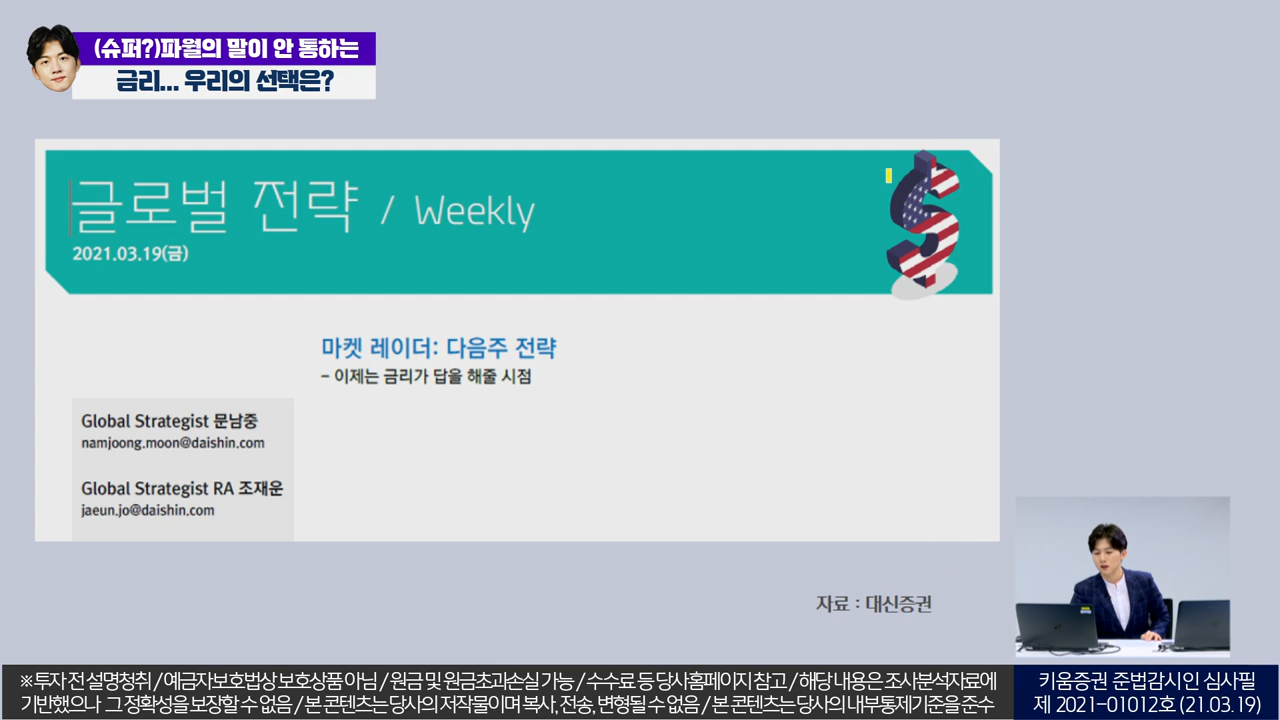 (슈퍼?)파월의 말이 안 통하는
금리... 우리의 선택은?
글로벌 전략 / Weekly
2021.03.19(금)
마켓 레이더: 다음주 전략
- 이제는 금리가 답을 해줄 시점
Global Strategist 문남중
namjoong.moon@daishin.com
Global Strategist RA 조재운
jaeun.jo@daishin.com
자료 : 대신증권
※ 투자 전 설명청취 / 예금자보호법상 보호상품 아님 / 원금 및 원금초과손실 가능 / 수수료 등 당사홈페이지 참고 / 해당 내용은 조사분석자료에
기반했으나 그 정확성을 보장할 수 없음 / 본 콘텐츠는 당사의 저작물이며 복사, 전송, 변형될 수 없음 / 본 콘텐츠는 당사의 내부통제기준을 준수
키움증권 준법감시인 심사필
제 2021-01012호 (21.03.19)